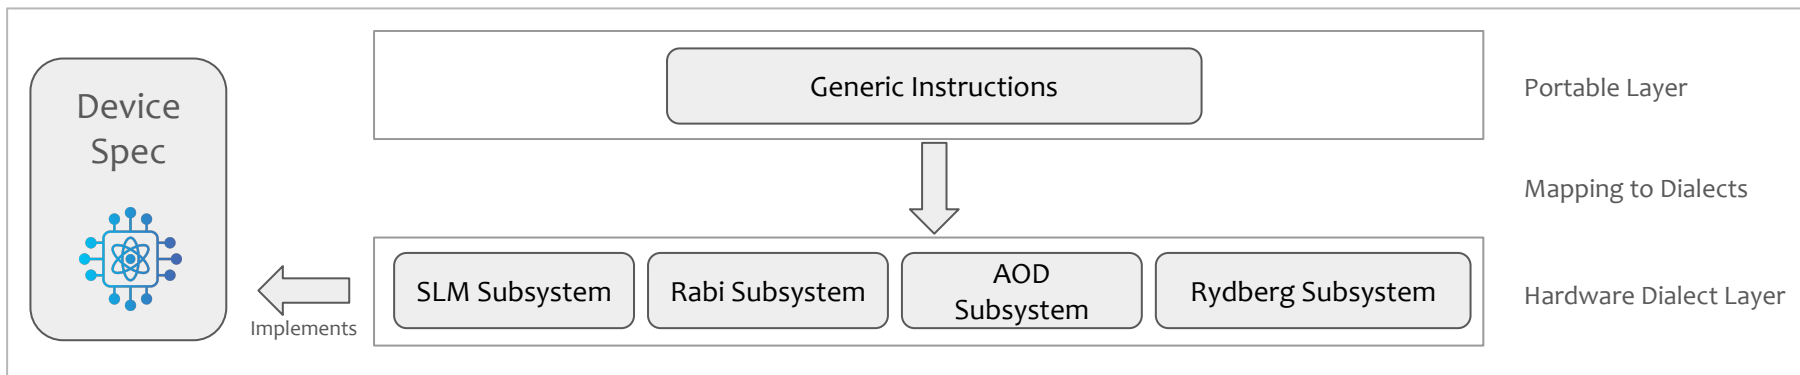 Device
Spec
Generic Instructions
Portable Layer
Mapping to Dialects
SLM Subsystem
Rabi Subsystem
AOD
Subsystem
Rydberg Subsystem
Hardware Dialect Layer
Implements